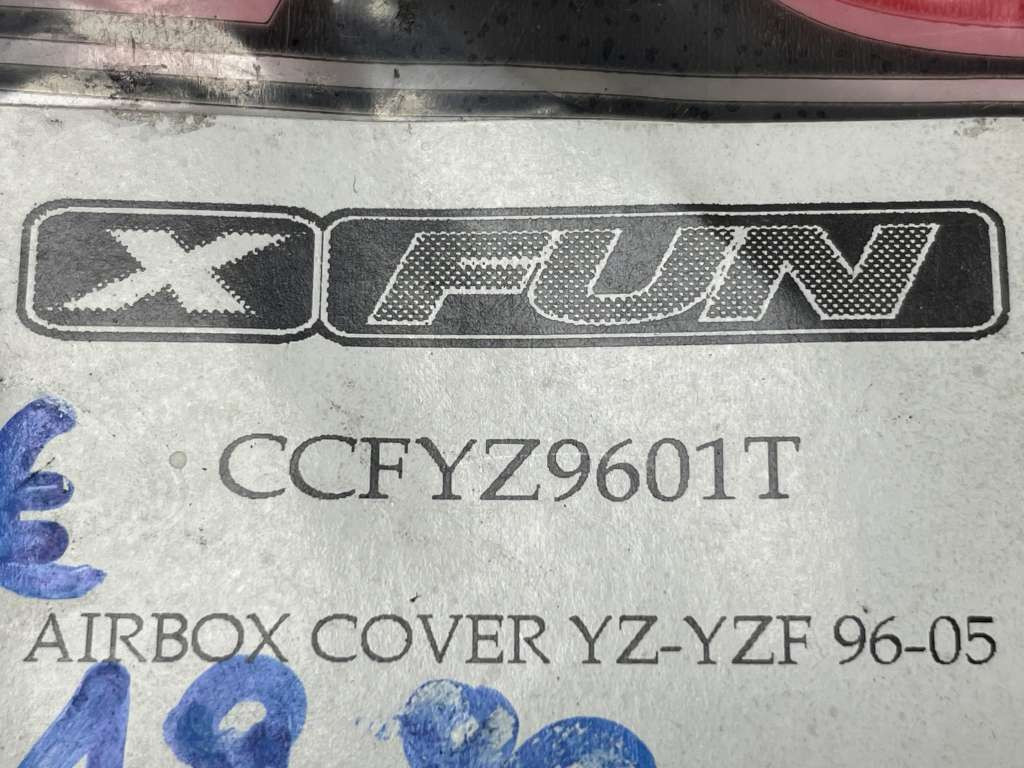 X FUN
CCFYZ9601T
€
AIRBOX COVER YZ-YZF 96-05